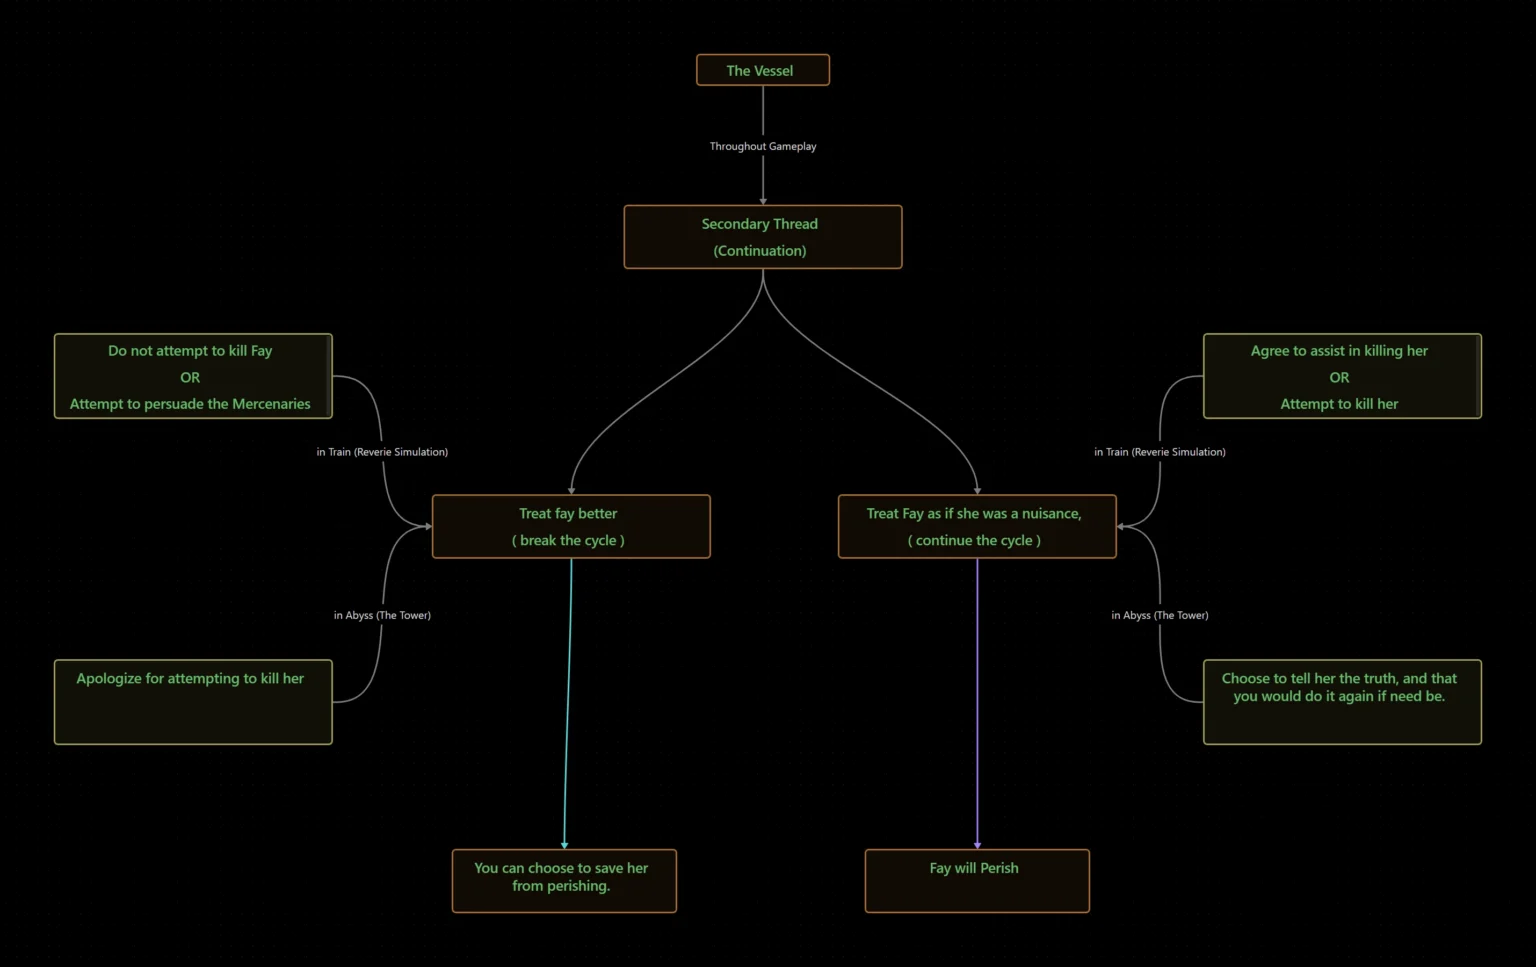 The Vessel
Throughout Gameplay
Secondary Thread
(Continuation)
Do not attempt to kill Fay
OR
Attempt to persuade the Mercenaries
Agree to assist in killing her
OR
Attempt to kill her
in Train (Reverie Simulation)
in Train (Reverie Simulation)
Treat fay better
( break the cycle )
Treat Fay as if she was a nuisance,
( continue the cycle )
in Abyss (The Tower)
in Abyss (The Tower)
Apologize for attempting to kill her
Choose to tell her the truth, and that
you would do it again if need be.
You can choose to save her
from perishing.
Fay will Perish